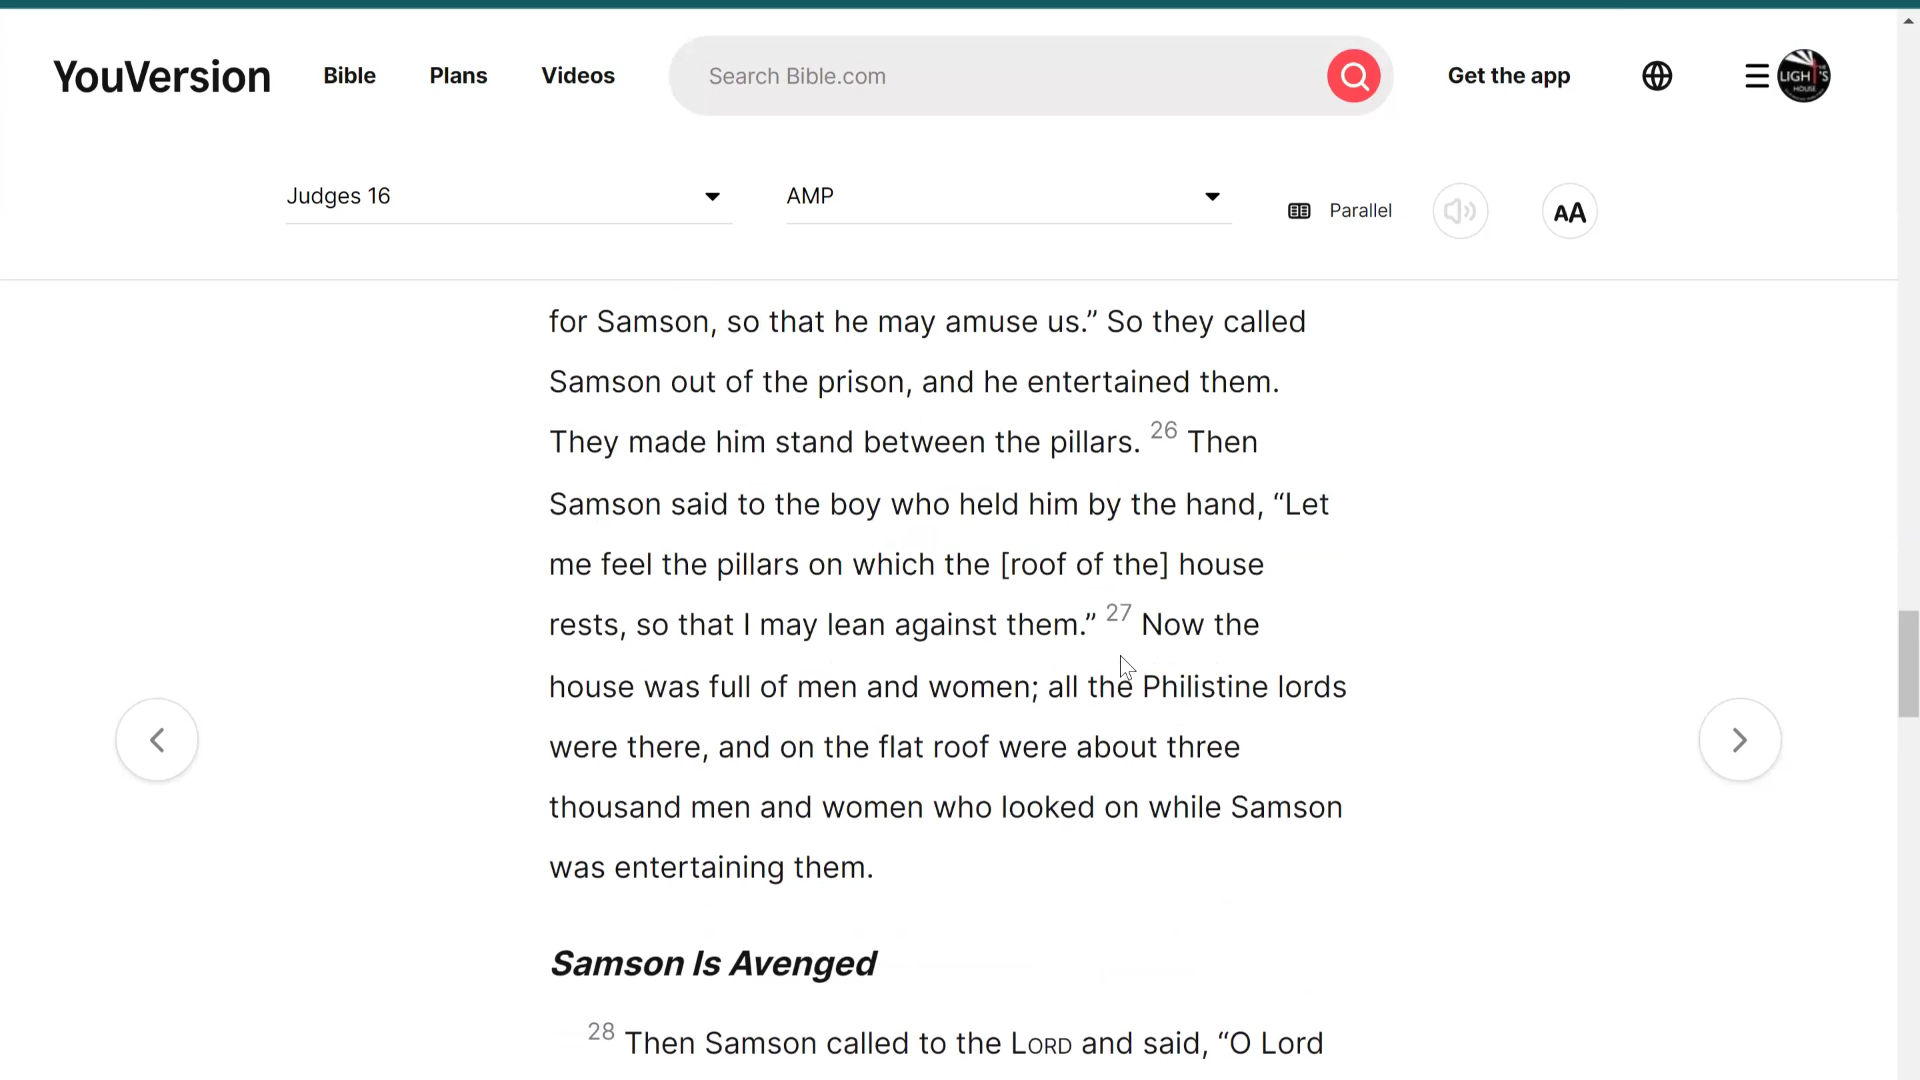 YouVersion Bible Plans Videos Search Bible.com Get the app LIGHT'S HOUSE
Judges 16 AMP Parallel AA
for Samson, so that he may amuse us.” So they called
Samson out of the prison, and he entertained them.
They made him stand between the pillars. 26 Then
Samson said to the boy who held him by the hand, “Let
me feel the pillars on which the [roof of the] house
rests, so that I may lean against them.” 27 Now the
house was full of men and women; all the Philistine lords
were there, and on the flat roof were about three
thousand men and women who looked on while Samson
was entertaining them.
Samson Is Avenged
28 Then Samson called to the LORD and said, “O Lord